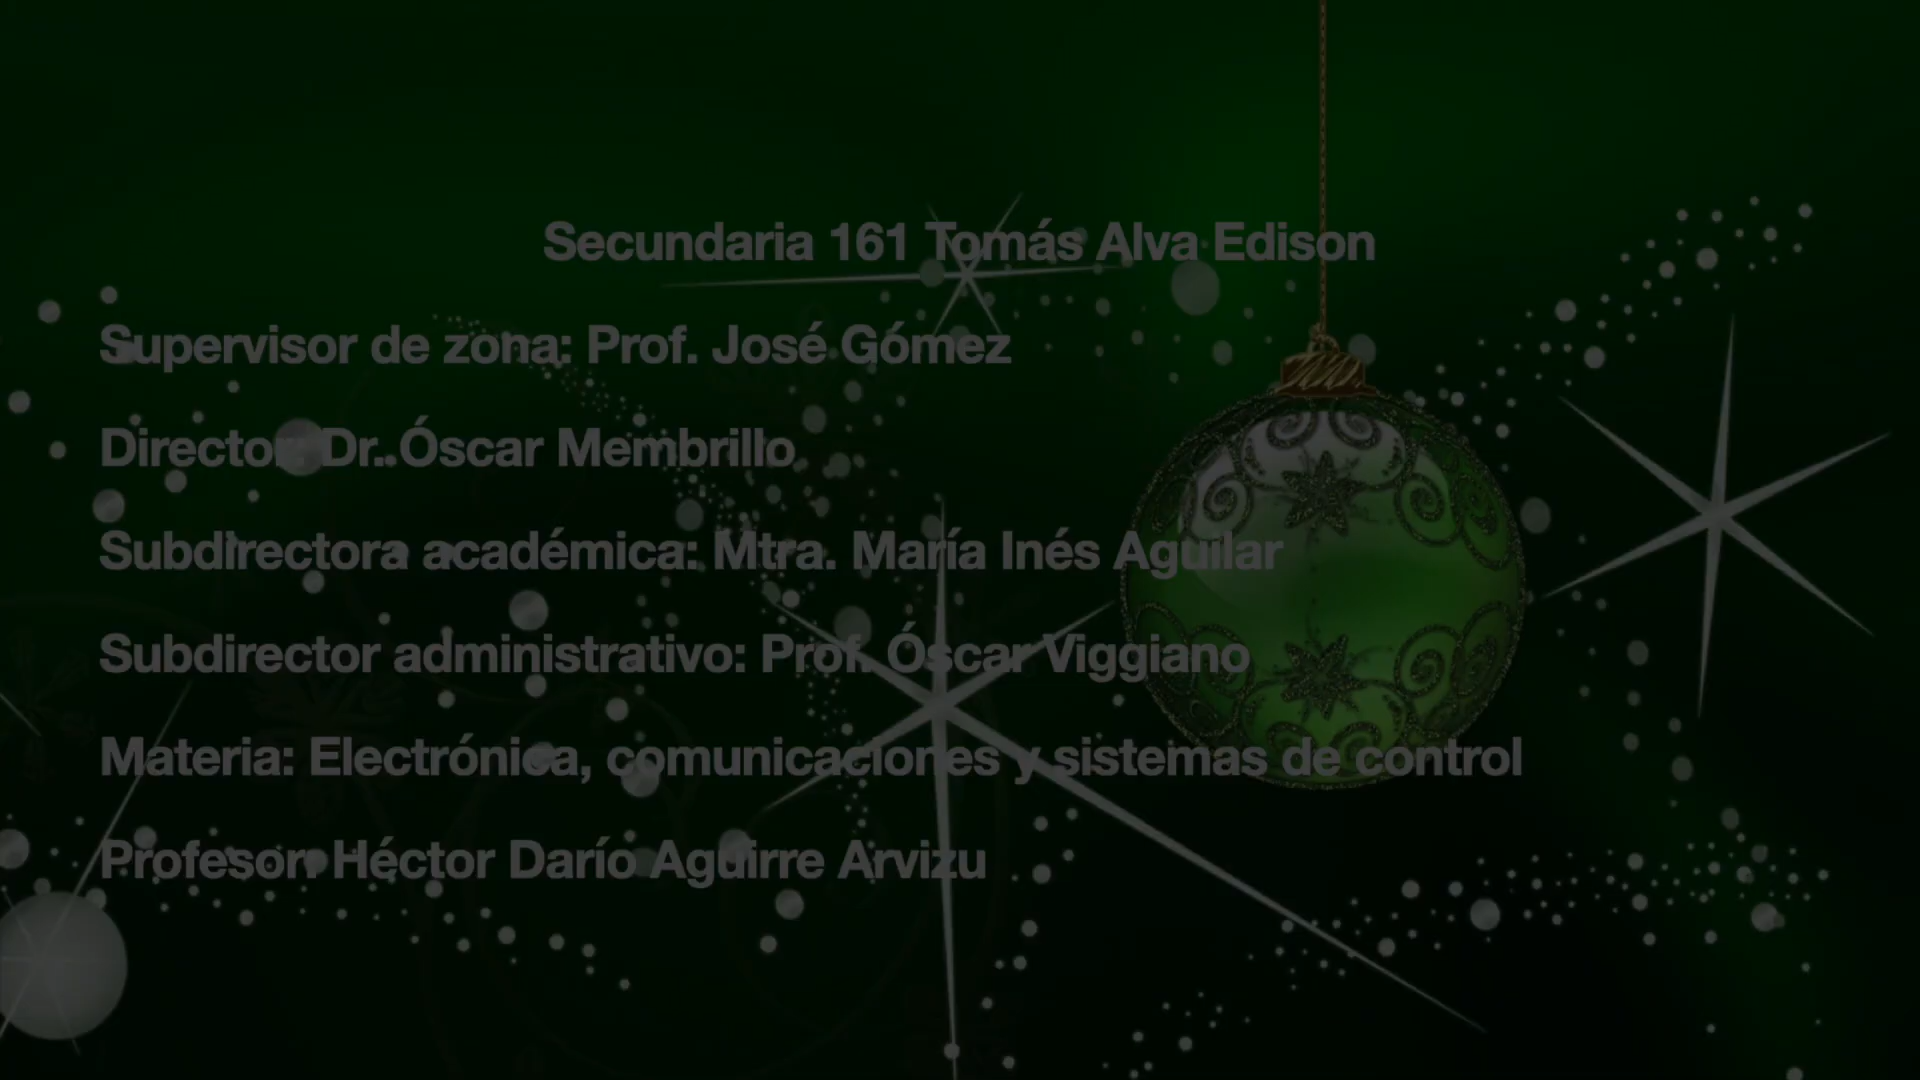 Secundaria 161 Tomás Alva Edison
Supervisor de zona: Prof. José Gómez
Director: Dr. Óscar Membrillo
Subdirectora académica: Mtra. María Inés Aguilar
Subdirector administrativo: Prof. Óscar Viggiano
Materia: Electrónica, comunicaciones y sistemas de control
Profesor: Héctor Darío Aguirre Arvizu